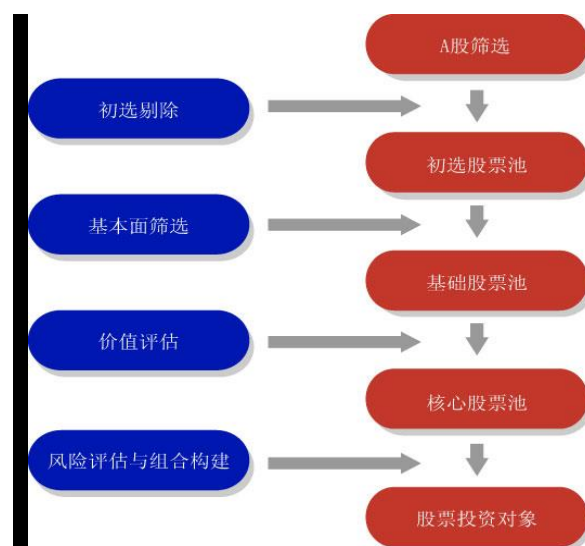 A股筛选
初选剔除
初选股票池
基本面筛选
基础股票池
价值评估
核心股票池
风险评估与组合构建
股票投资对象